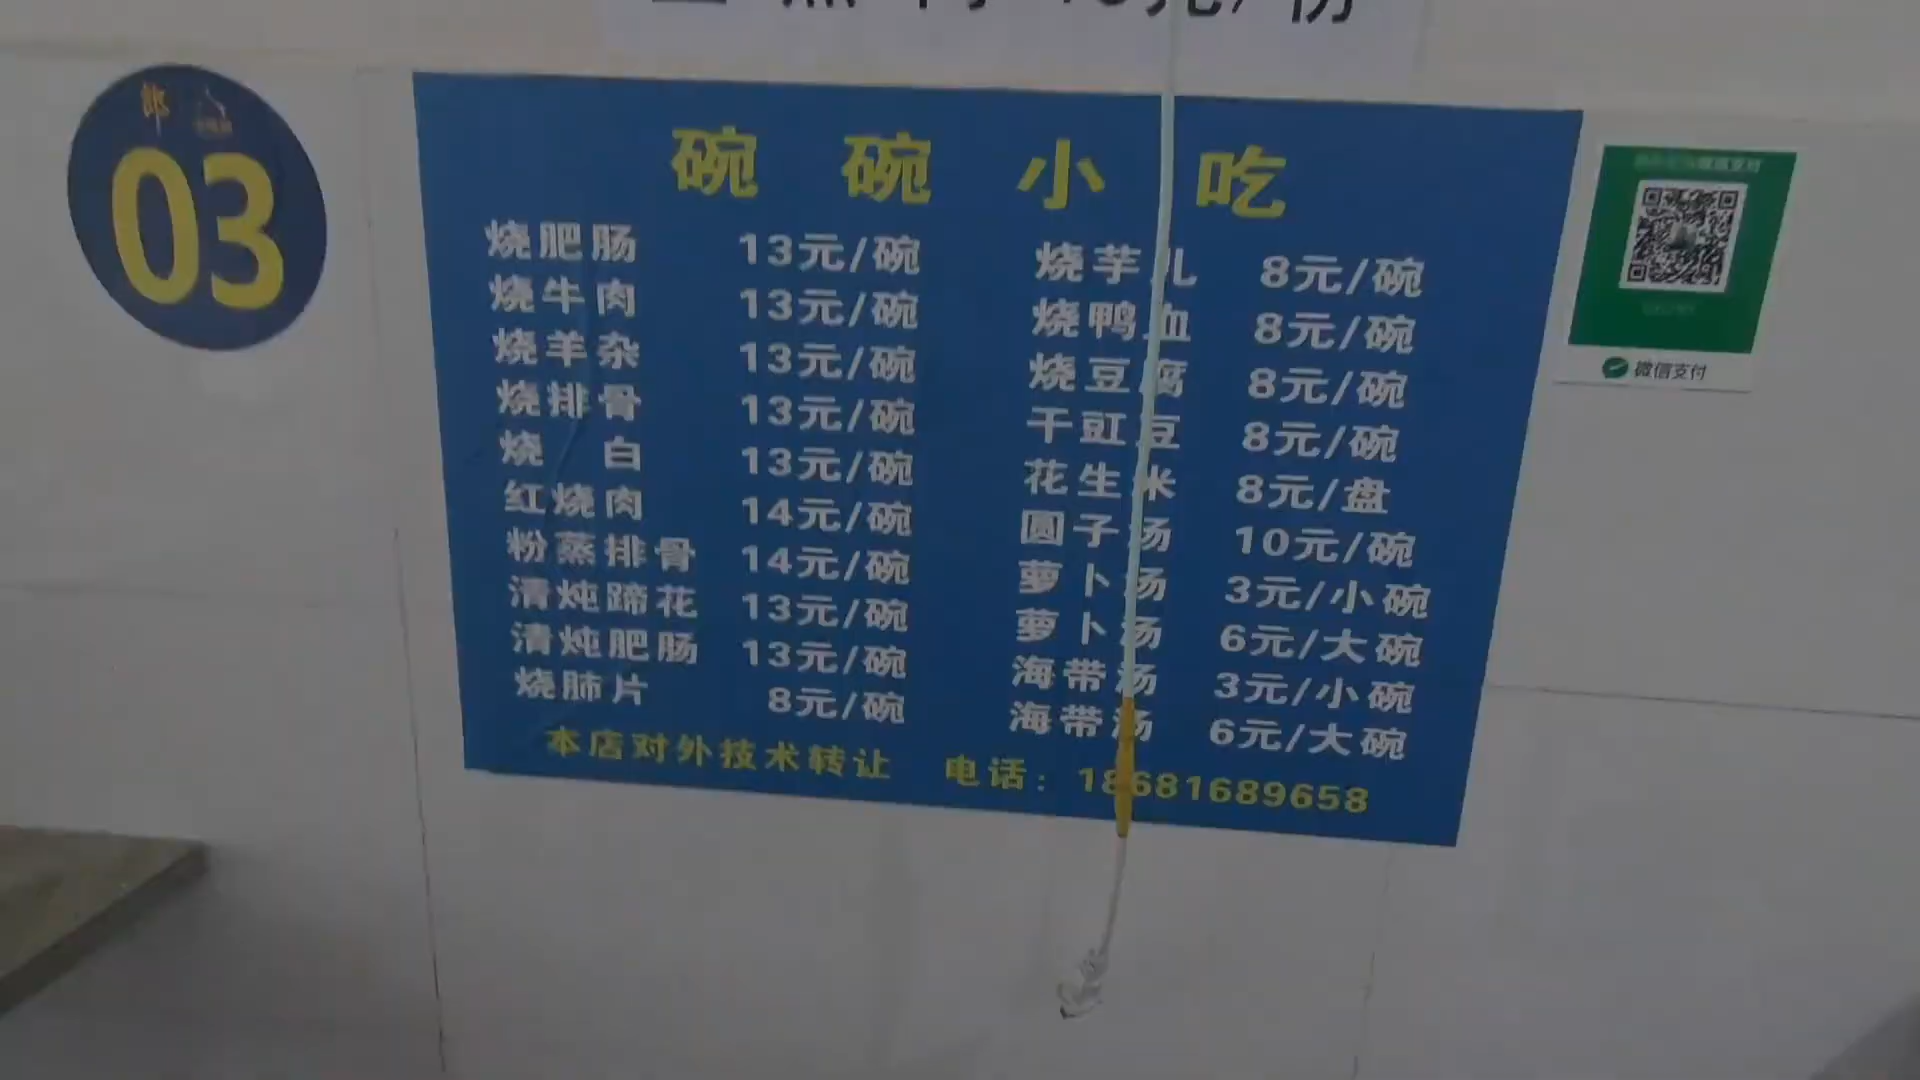 03
碗碗小吃
烧肥肠 13元/碗
烧牛肉 13元/碗
烧羊杂 13元/碗
烧排骨 13元/碗
烧白 13元/碗
红烧肉 14元/碗
粉蒸排骨 14元/碗
清炖蹄花 13元/碗
清炖肥肠 13元/碗
烧肺片 8元/碗
烧芋儿 8元/碗
烧鸭血 8元/碗
烧豆腐 8元/碗
干豇豆 8元/碗
花生米 8元/盘
圆子汤 10元/碗
萝卜汤 3元/小碗
萝卜汤 6元/大碗
海带汤 3元/小碗
海带汤 6元/大碗
本店对外技术转让 电话：18681689658
微信支付